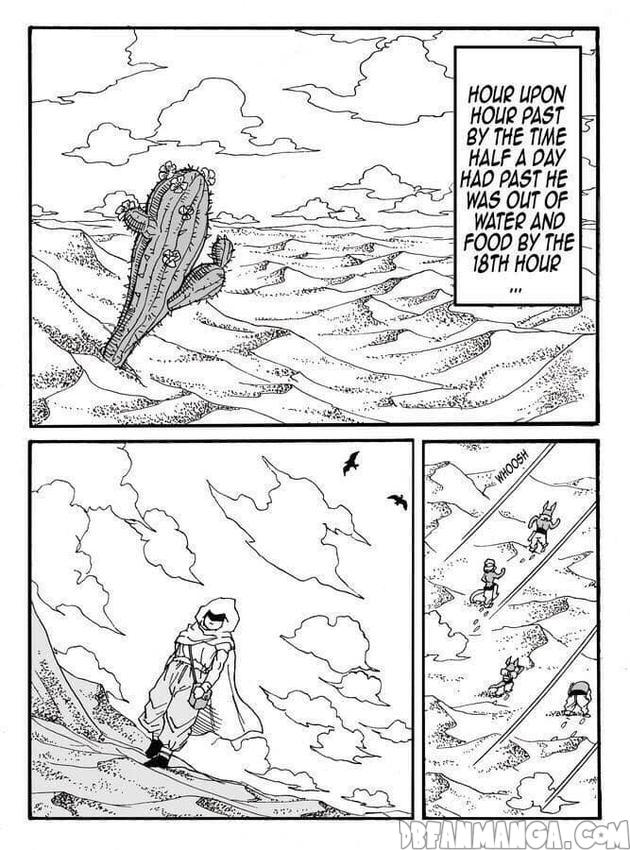 HOUR UPON
HOUR PAST
BY THE TIME
HALF A DAY
HAD PAST HE
WAS OUT OF
WATER AND
FOOD BY THE
18TH HOUR
...
WHOOSH
DBFANMANGA.COM